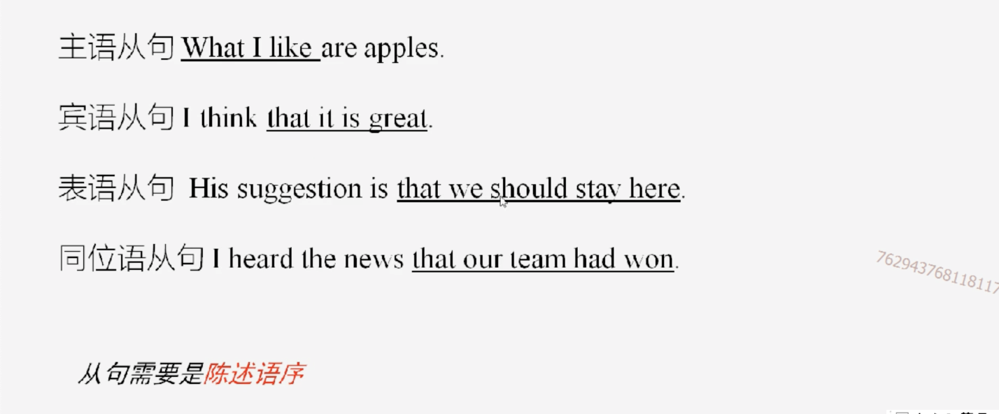 主语从句 What I like are apples.
宾语从句 I think that it is great.
表语从句 His suggestion is that we should stay here.
同位语从句 I heard the news that our team had won.
762943768118117
从句需要是陈述语序